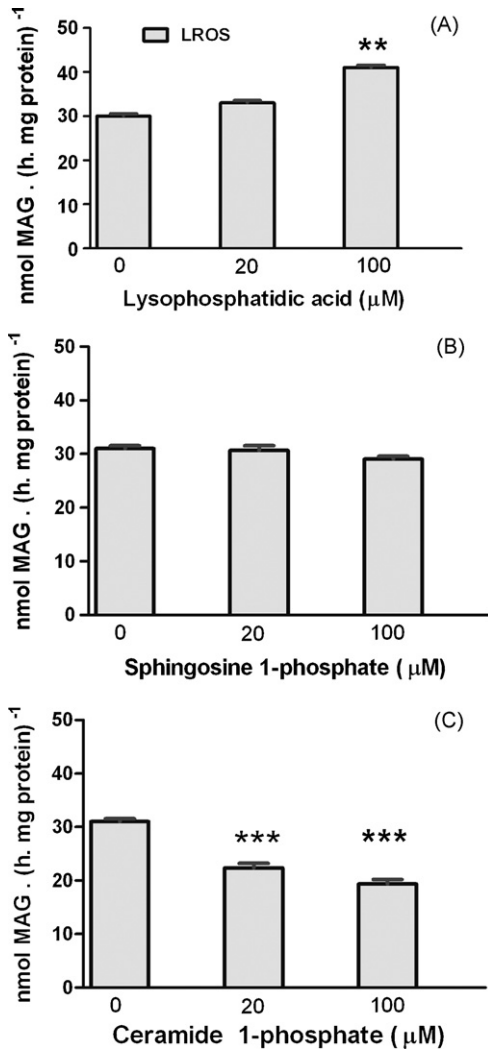 (A)
LROS
**
nmol MAG . (h. mg protein) -1
50
40
30
20
10
0
0 20 100
Lysophosphatidic acid (μM)
(B)
nmol MAG . (h. mg protein) -1
50
40
30
20
10
0
0 20 100
Sphingosine 1-phosphate ( μM)
(C)
nmol MAG . (h. mg protein) -1
50
40
30
20
10
0
*** ***
0 20 100
Ceramide 1-phosphate ( μM)